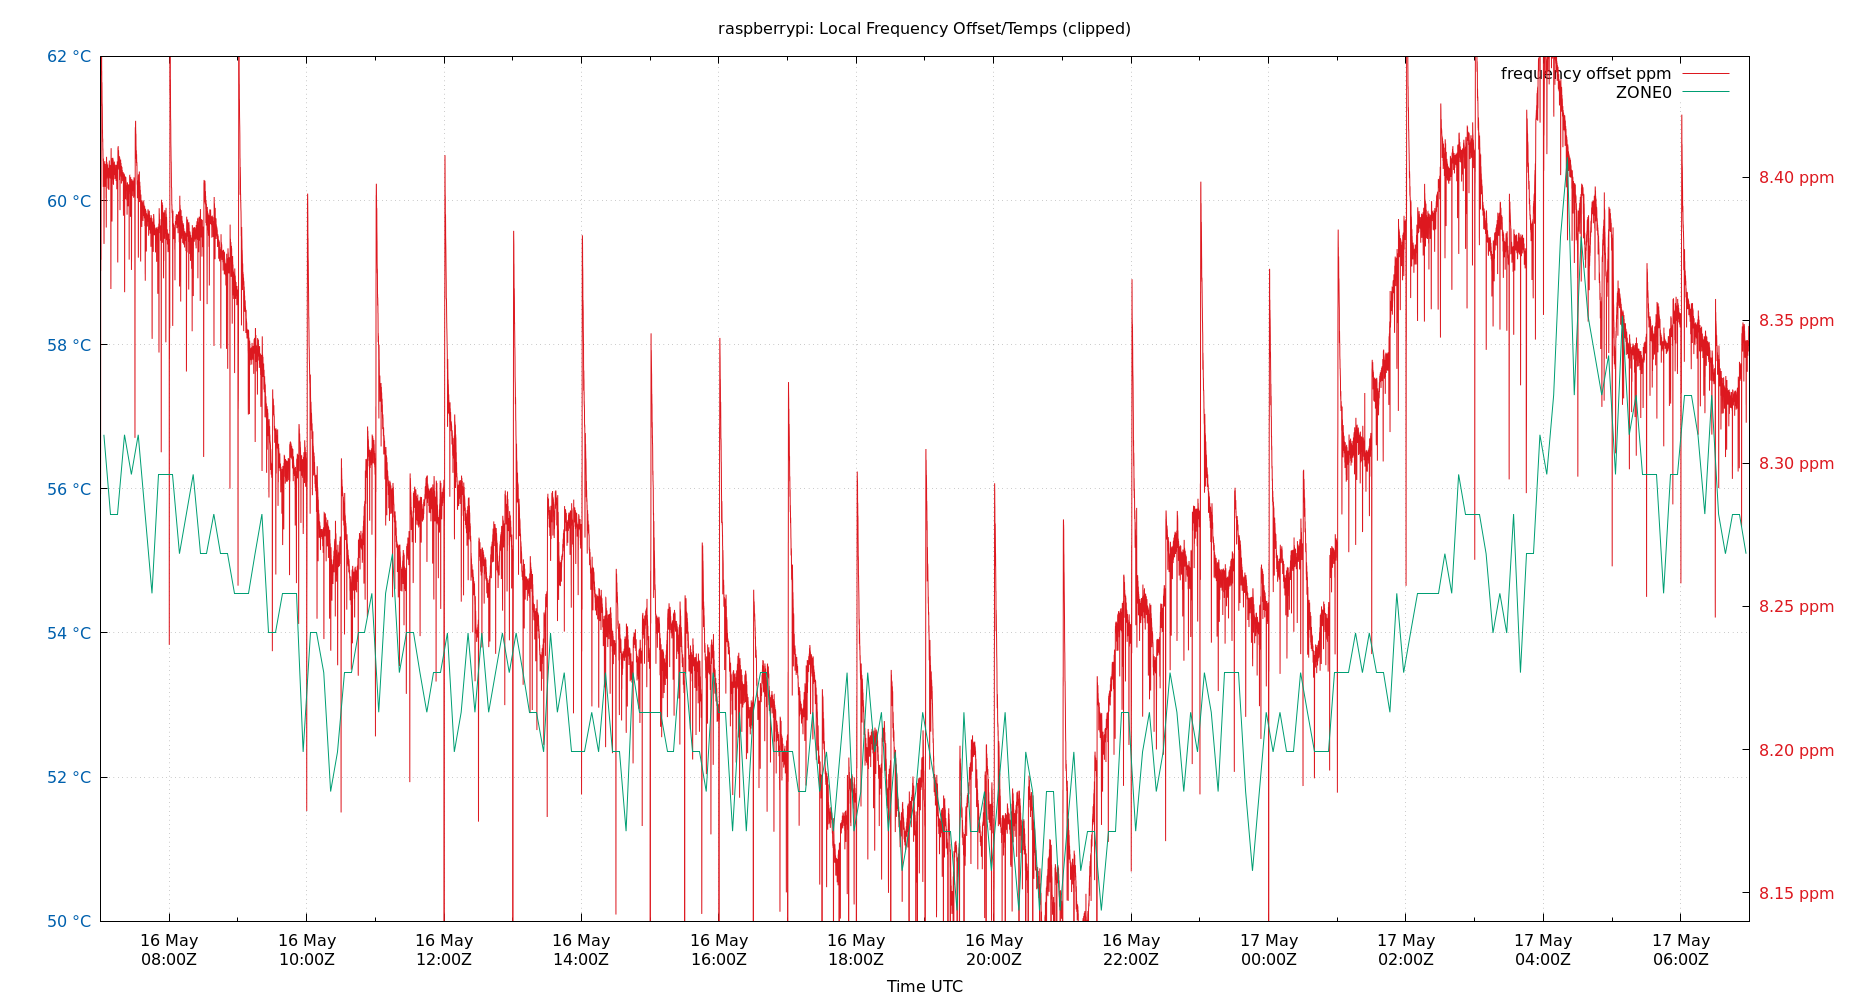 raspberrypi: Local Frequency Offset/Temps (clipped)
62 °C
60 °C
58 °C
56 °C
54 °C
52 °C
50 °C
frequency offset ppm
ZONE0
8.40 ppm
8.35 ppm
8.30 ppm
8.25 ppm
8.20 ppm
8.15 ppm
16 May 08:00Z
16 May 10:00Z
16 May 12:00Z
16 May 14:00Z
16 May 16:00Z
16 May 18:00Z
16 May 20:00Z
16 May 22:00Z
17 May 00:00Z
17 May 02:00Z
17 May 04:00Z
17 May 06:00Z
Time UTC